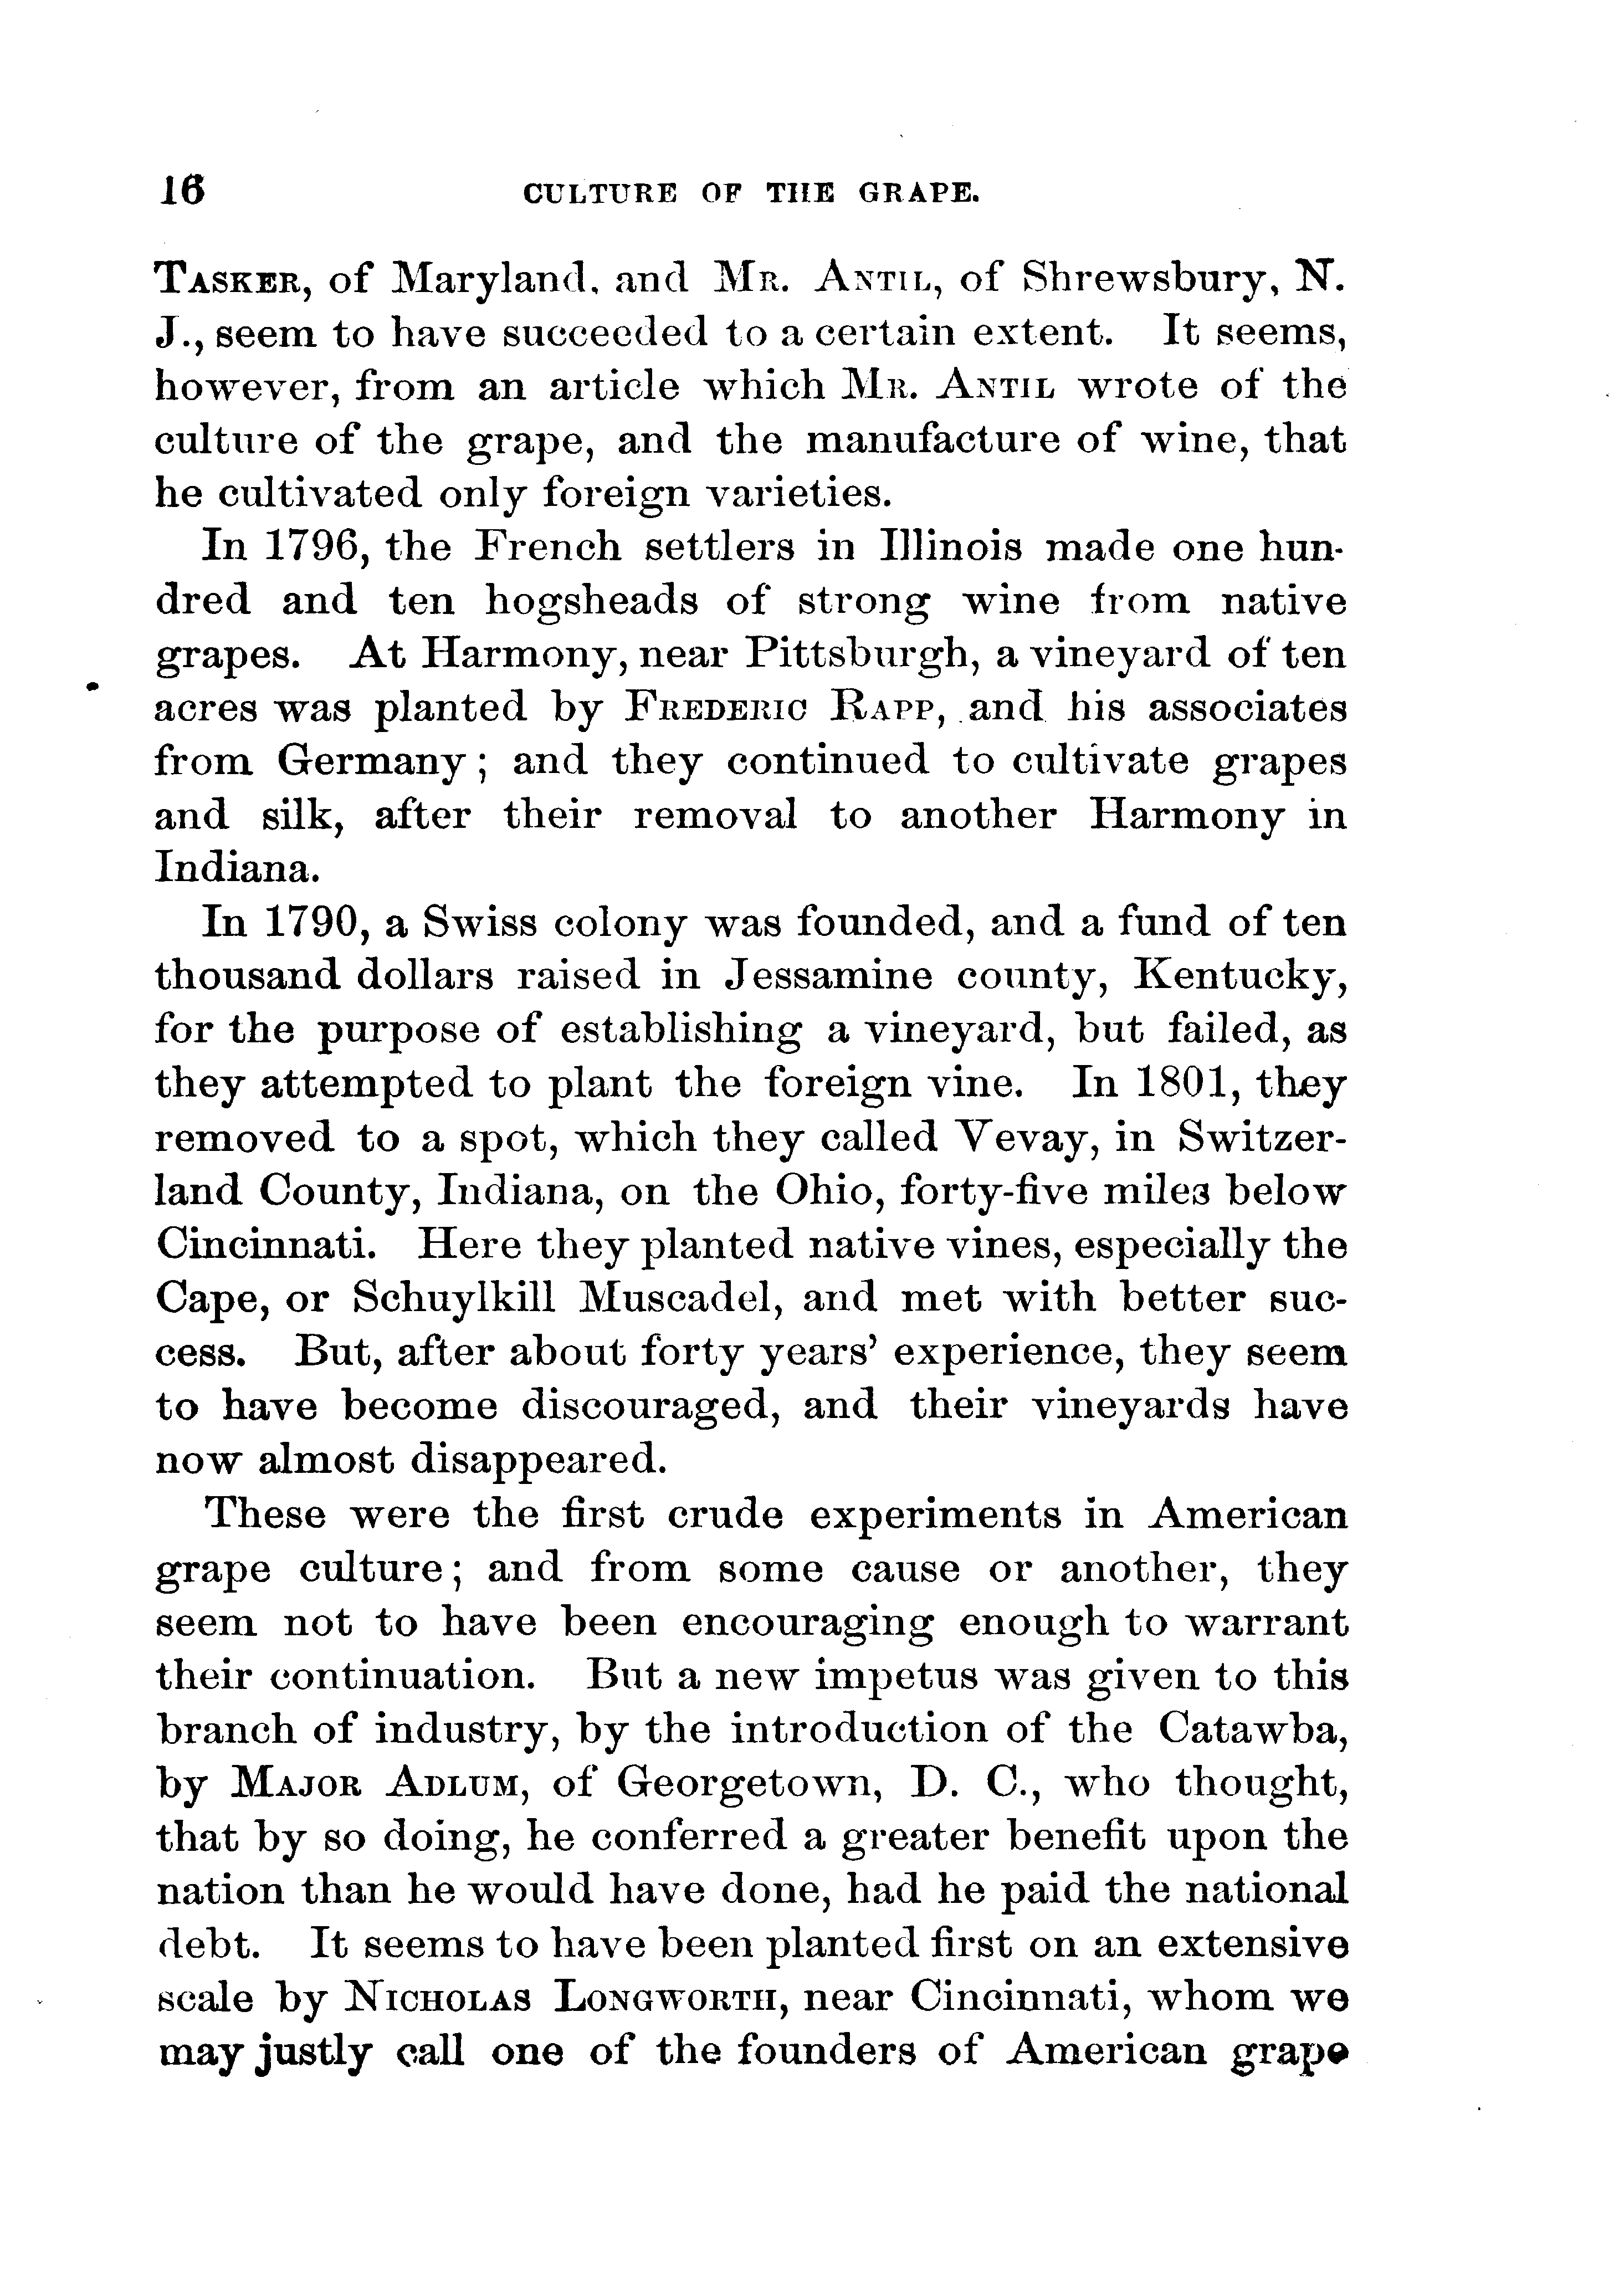 16 CULTURE OF THE GRAPE.
TASKER, of Maryland, and MR. ANTIL, of Shrewsbury, N.
J., seem to have succeeded to a certain extent. It seems,
however, from an article which MR. ANTIL wrote of the
culture of the grape, and the manufacture of wine, that
he cultivated only foreign varieties.
In 1796, the French settlers in Illinois made one hun-
dred and ten hogsheads of strong wine from native
grapes. At Harmony, near Pittsburgh, a vineyard of ten
acres was planted by FREDERIC RAPP, and his associates
from Germany; and they continued to cultivate grapes
and silk, after their removal to another Harmony in
Indiana.
In 1790, a Swiss colony was founded, and a fund of ten
thousand dollars raised in Jessamine county, Kentucky,
for the purpose of establishing a vineyard, but failed, as
they attempted to plant the foreign vine. In 1801, they
removed to a spot, which they called Vevay, in Switzer-
land County, Indiana, on the Ohio, forty-five miles below
Cincinnati. Here they planted native vines, especially the
Cape, or Schuylkill Muscadel, and met with better suc-
cess. But, after about forty years' experience, they seem
to have become discouraged, and their vineyards have
now almost disappeared.
These were the first crude experiments in American
grape culture; and from some cause or another, they
seem not to have been encouraging enough to warrant
their continuation. But a new impetus was given to this
branch of industry, by the introduction of the Catawba,
by MAJOR ADLUM, of Georgetown, D. C., who thought,
that by so doing, he conferred a greater benefit upon the
nation than he would have done, had he paid the national
debt. It seems to have been planted first on an extensive
scale by NICHOLAS LONGWORTH, near Cincinnati, whom we
may justly call one of the founders of American grape